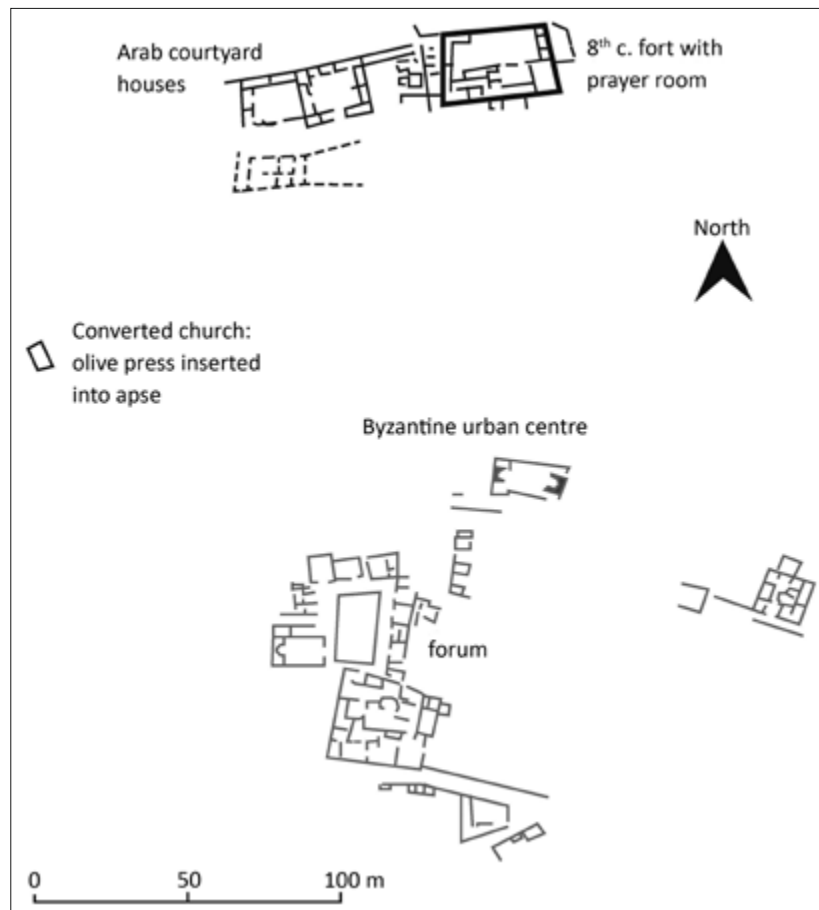 Arab courtyard
houses
8th c. fort with
prayer room
North
Converted church:
olive press inserted
into apse
Byzantine urban centre
forum
0 50 100 m